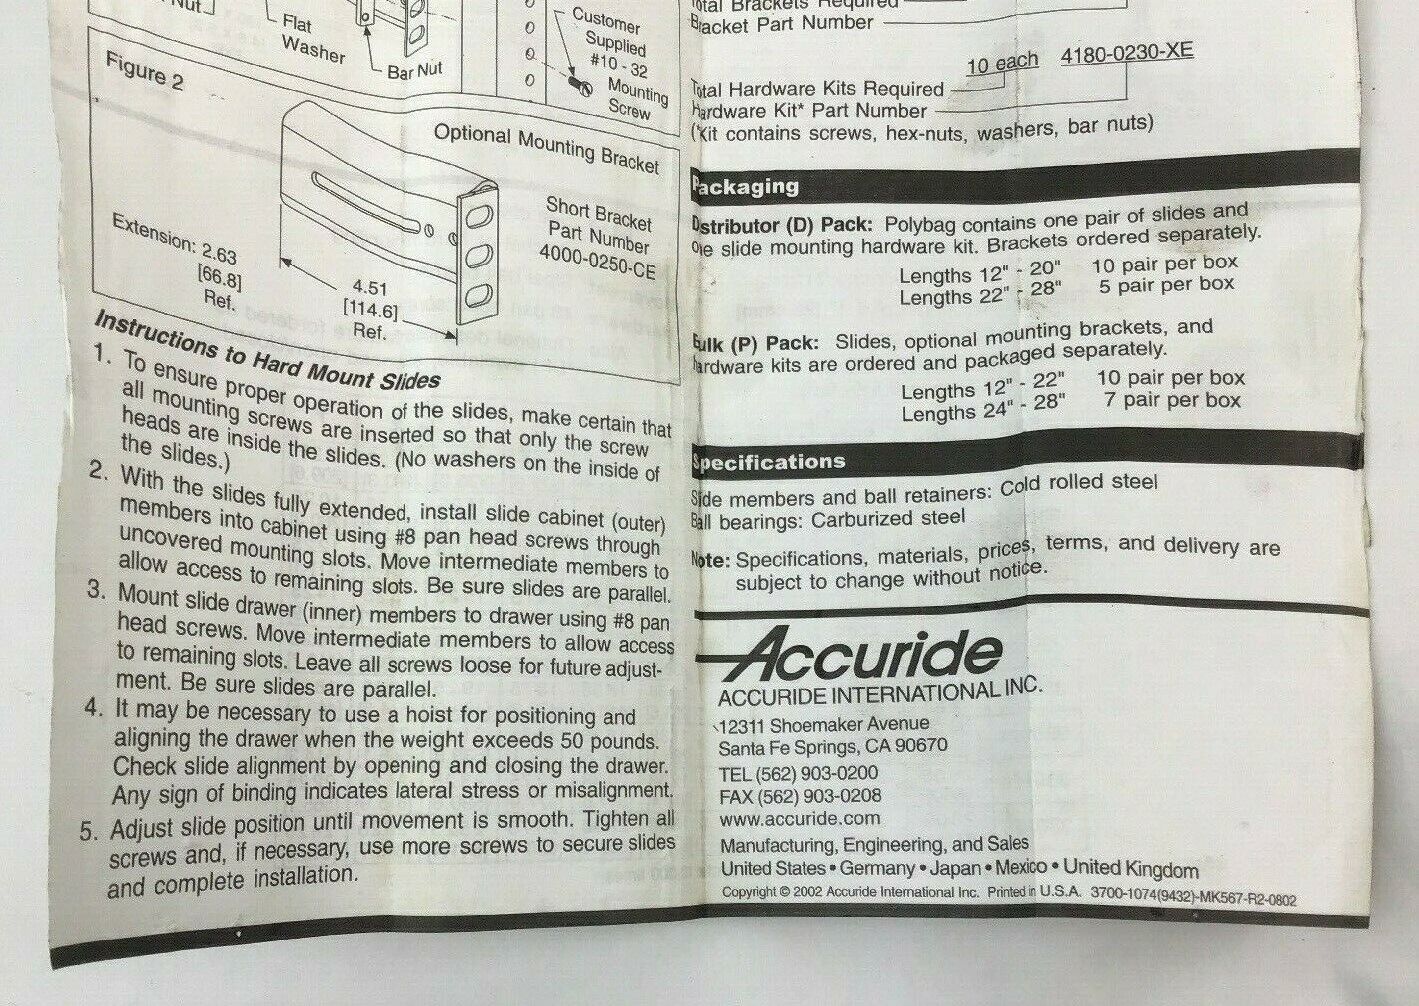 Nut
Flat
Washer
Bar Nut
Customer
Supplied
#10 - 32
Mounting
Screw
Figure 2
Optional Mounting Bracket
Short Bracket
Part Number
4000-0250-CE
Extension: 2.63
[66.8]
Ref.
4.51
[114.6]
Ref.
Instructions to Hard Mount Slides
1. To ensure proper operation of the slides, make certain that
all mounting screws are inserted so that only the screw
heads are inside the slides. (No washers on the inside of
the slides.)
2. With the slides fully extended, install slide cabinet (outer)
members into cabinet using #8 pan head screws through
uncovered mounting slots. Move intermediate members to
allow access to remaining slots. Be sure slides are parallel.
3. Mount slide drawer (inner) members to drawer using #8 pan
head screws. Move intermediate members to allow access
to remaining slots. Leave all screws loose for future adjust-
ment. Be sure slides are parallel.
4. It may be necessary to use a hoist for positioning and
aligning the drawer when the weight exceeds 50 pounds.
Check slide alignment by opening and closing the drawer.
Any sign of binding indicates lateral stress or misalignment.
5. Adjust slide position until movement is smooth. Tighten all
screws and, if necessary, use more screws to secure slides
and complete installation.
Total Brackets Required
Bracket Part Number
10 each 4180-0230-XE
Total Hardware Kits Required
Hardware Kit* Part Number
(*Kit contains screws, hex-nuts, washers, bar nuts)
Packaging
Distributor (D) Pack: Polybag contains one pair of slides and
one slide mounting hardware kit. Brackets ordered separately.
Lengths 12" - 20" 10 pair per box
Lengths 22" - 28" 5 pair per box
Bulk (P) Pack: Slides, optional mounting brackets, and
hardware kits are ordered and packaged separately.
Lengths 12" - 22" 10 pair per box
Lengths 24" - 28" 7 pair per box
Specifications
Slide members and ball retainers: Cold rolled steel
Ball bearings: Carburized steel
Note: Specifications, materials, prices, terms, and delivery are
subject to change without notice.
Accuride
ACCURIDE INTERNATIONAL INC.
12311 Shoemaker Avenue
Santa Fe Springs, CA 90670
TEL (562) 903-0200
FAX (562) 903-0208
www.accuride.com
Manufacturing, Engineering, and Sales
United States • Germany • Japan • Mexico • United Kingdom
Copyright © 2002 Accuride International Inc. Printed in U.S.A. 3700-1074(9432)-MK567-R2-0802